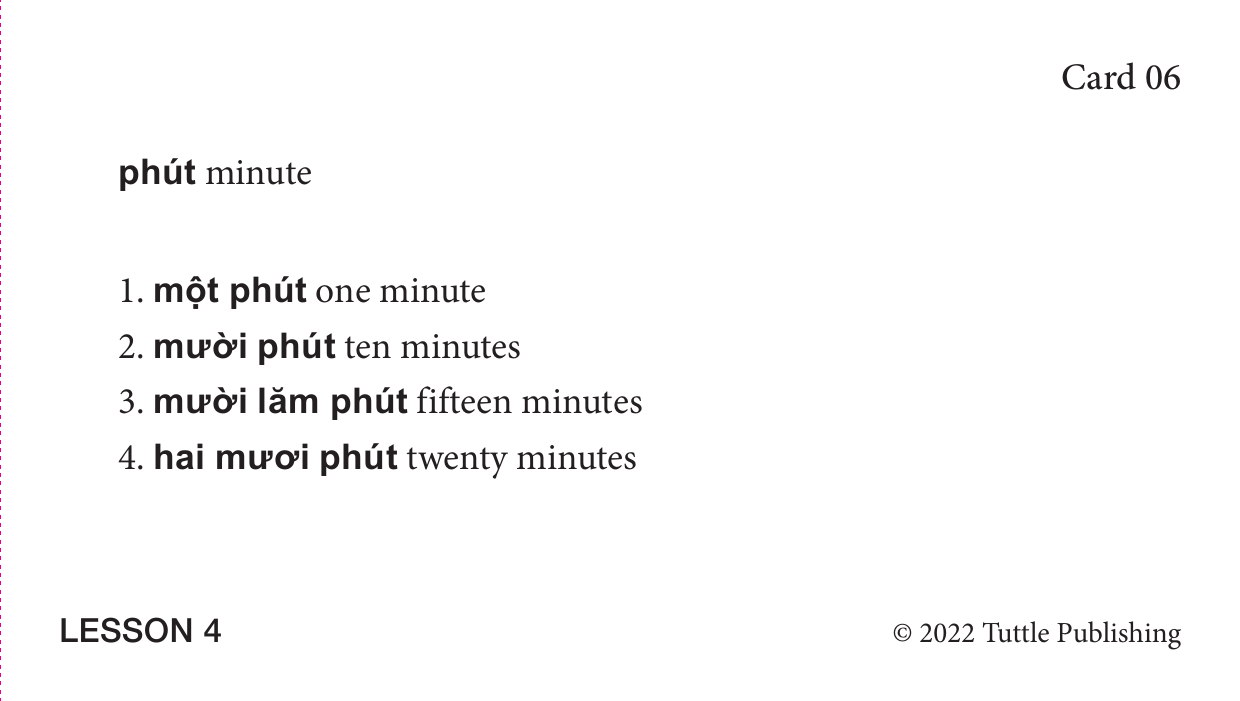 Card 06
phút minute
1. một phút one minute
2. mười phút ten minutes
3. mười lăm phút fifteen minutes
4. hai mươi phút twenty minutes
LESSON 4
© 2022 Tuttle Publishing